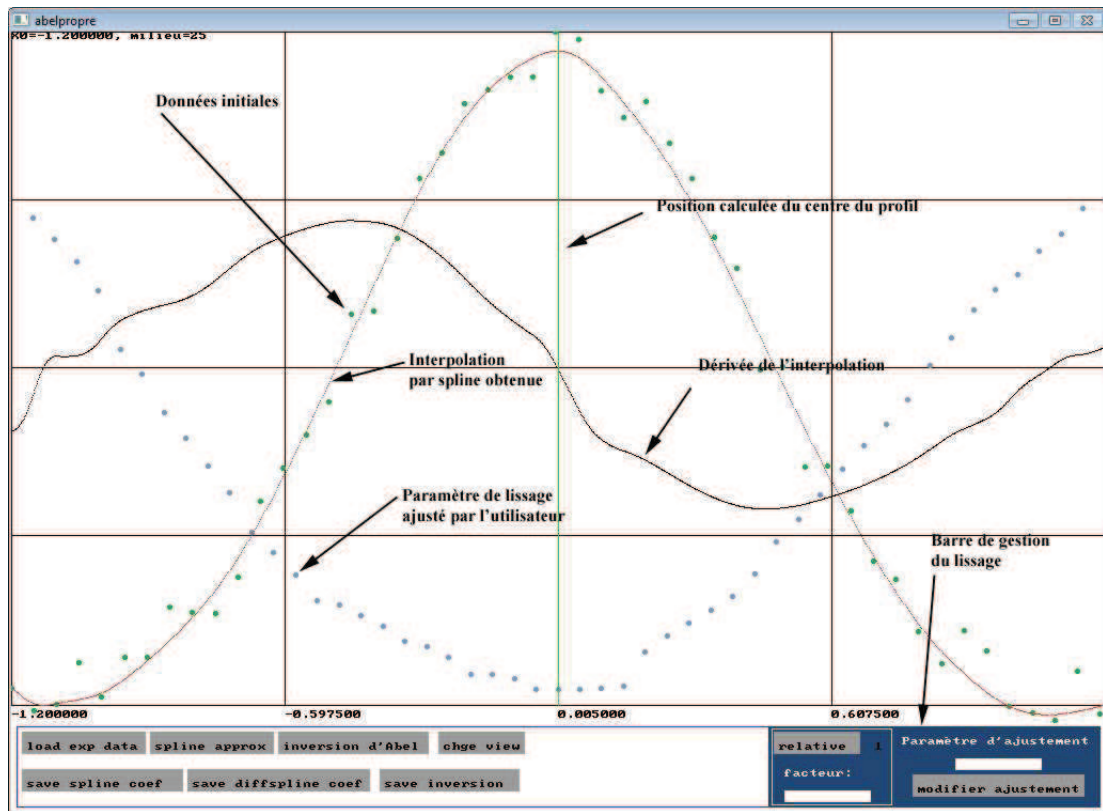 abelpropre
X0=-1.200000, milieu=25
Données initiales
Position calculée du centre du profil
Interpolation
par spline obtenue
Dérivée de l'interpolation
Paramètre de lissage
ajusté par l'utilisateur
Barre de gestion
du lissage
-1.200000 -0.597500 0.005000 0.607500
load exp data spline approx inversion d'Abel chge view
save spline coef save diffspline coef save inversion
relative 1
facteur:
Paramètre d'ajustement
modifier ajustement